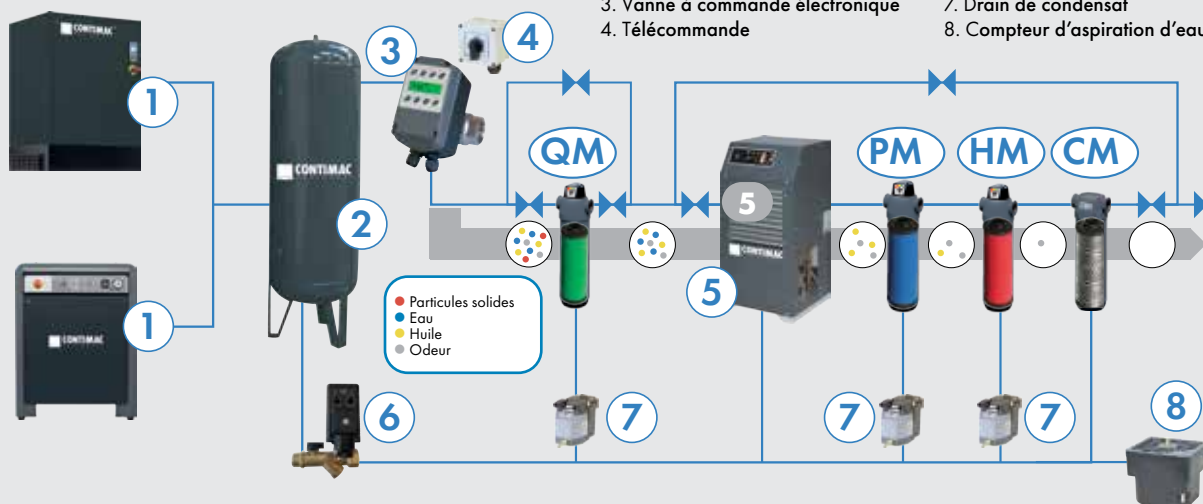 3. Vanne à commande électronique
4. Télécommande
7. Drain de condensat
8. Compteur d'aspiration d'eau
CONTIMAC
1
2
CONTIMAC
3
4
QM
5
CONTIMAC
5
PM
HM
CM
1
CONTIMAC
Particules solides
Eau
Huile
Odeur
6
7
7
7
8